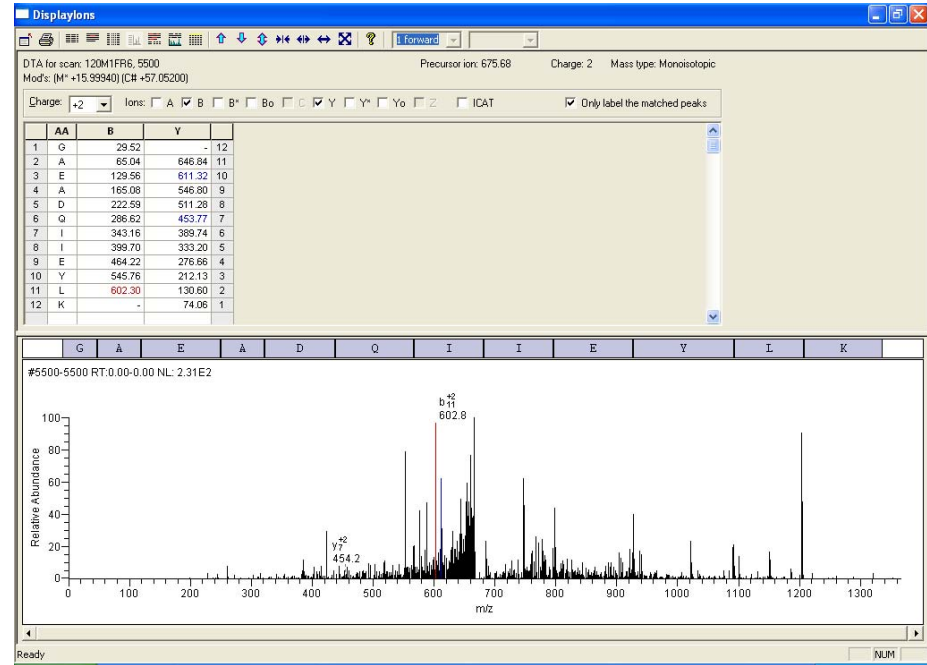 DisplayIons
1 forward
DTA for scan: 120M1FR6, 5500 Precursor ion: 675.68 Charge: 2 Mass type: Monoisotopic
Mod's: (M* +15.99940) (C# +57.05200)
Charge: +2 Ions: A B B* Bo C Y Y* Yo Z ICAT Only label the matched peaks
AA B Y
1 G 29.52 - 12
2 A 65.04 646.84 11
3 E 129.56 611.32 10
4 A 165.08 546.80 9
5 D 222.59 511.28 8
6 Q 286.62 453.77 7
7 I 343.16 389.74 6
8 I 399.70 333.20 5
9 E 464.22 276.66 4
10 Y 545.76 212.13 3
11 L 602.30 130.60 2
12 K - 74.06 1
G A E A D Q I I E Y L K
#5500-5500 RT:0.00-0.00 NL: 2.31E2
b+2 11
602.8
y+2 7
454.2
Relative Abundance
100
80
60
40
20
0
0 100 200 300 400 500 600 700 800 900 1000 1100 1200 1300
m/z
Ready NUM